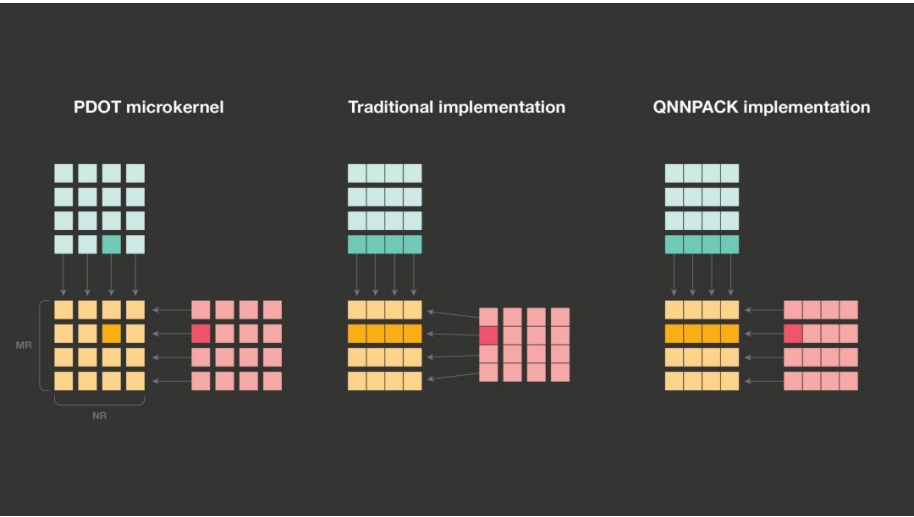 PDOT microkernel
Traditional implementation
QNNPACK implementation
MR
NR